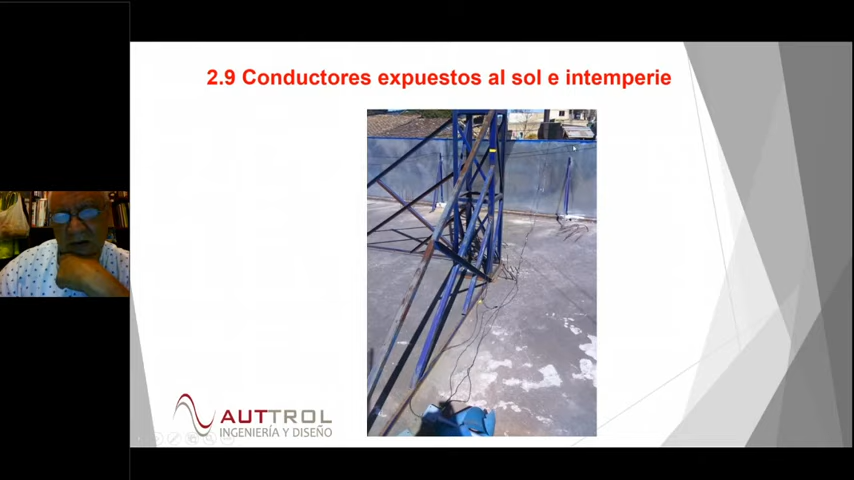 2.9 Conductores expuestos al sol e intemperie
AUTTROL
INGENIERÍA Y DISEÑO